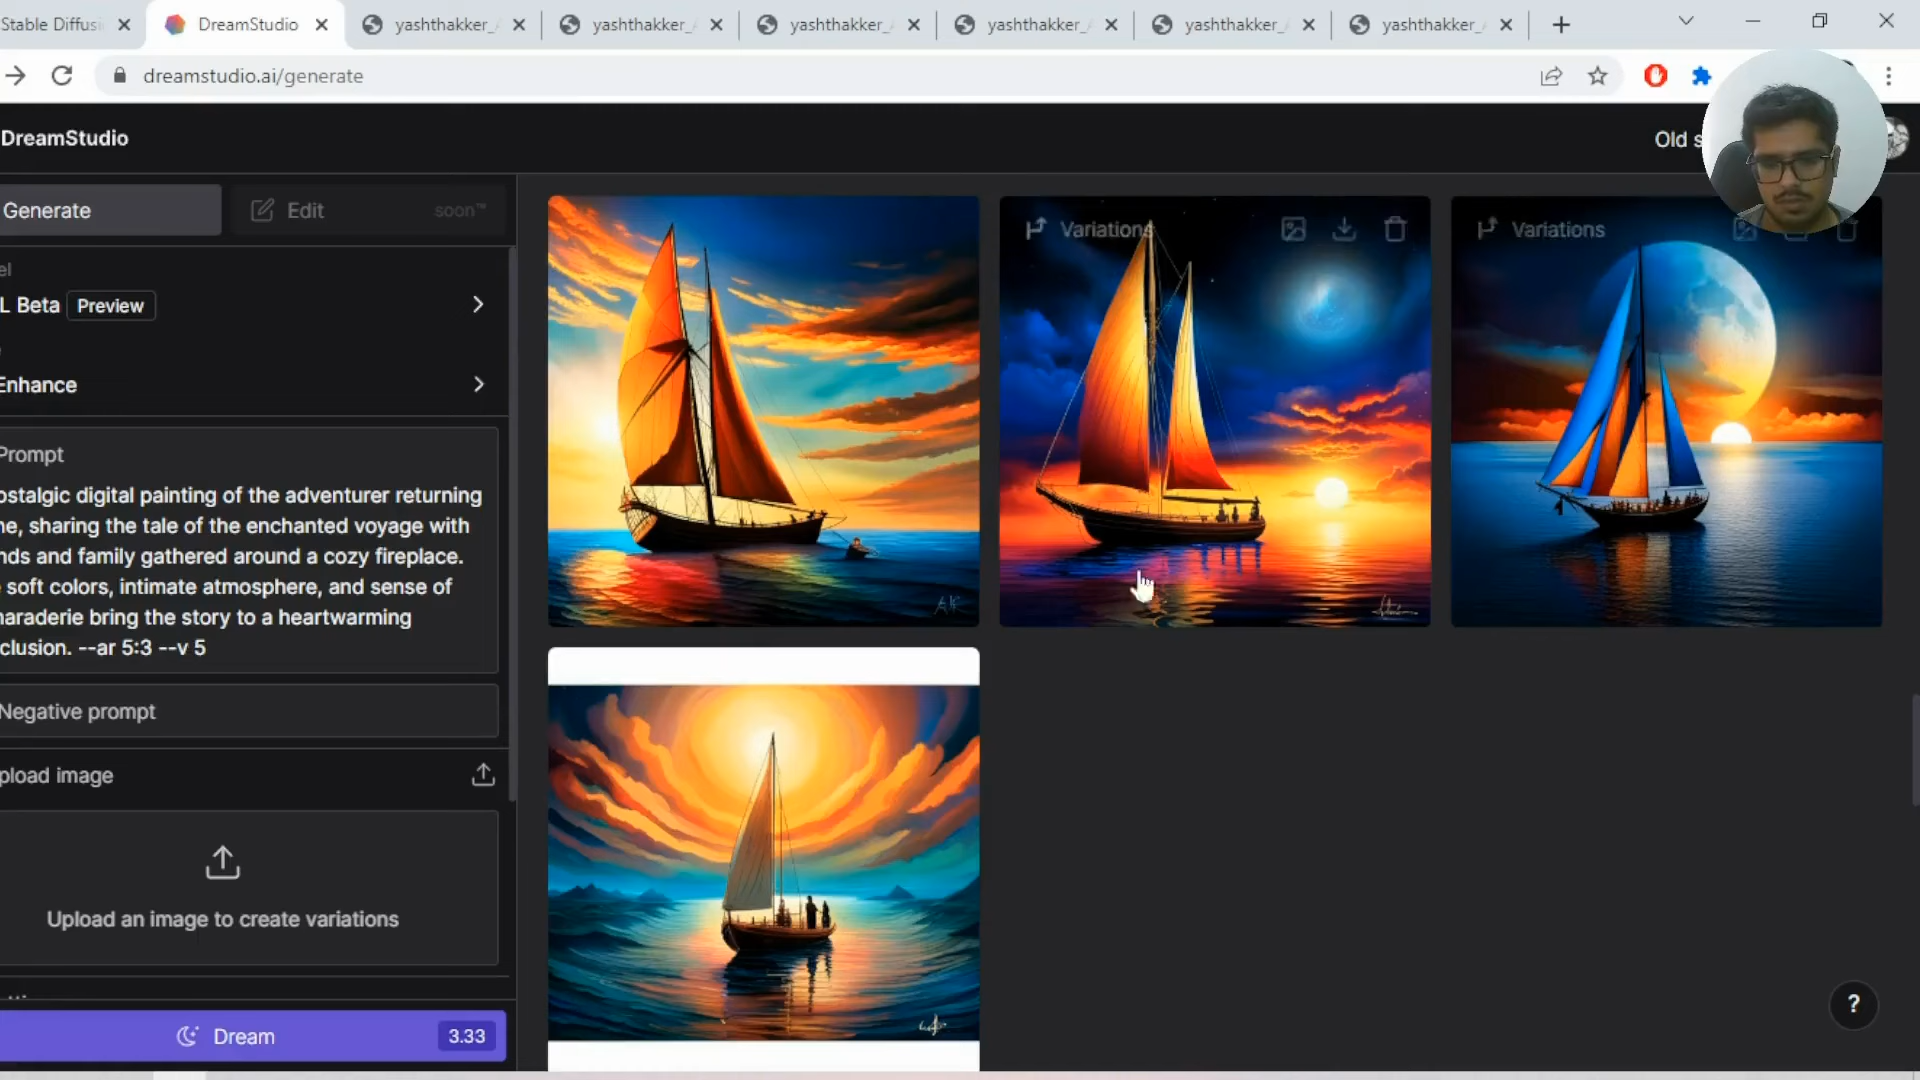 Stable Diffusi
DreamStudio
yashthakker_
yashthakker_
yashthakker_
yashthakker_
yashthakker_
yashthakker_
dreamstudio.ai/generate
DreamStudio
Old s
Generate
Edit
soon™
el
L Beta
Preview
Enhance
Prompt
ostalgic digital painting of the adventurer returning
ne, sharing the tale of the enchanted voyage with
nds and family gathered around a cozy fireplace.
soft colors, intimate atmosphere, and sense of
naraderie bring the story to a heartwarming
clusion. --ar 5:3 --v 5
Negative prompt
pload image
Upload an image to create variations
Dream
3.33
Variations
Variations
?